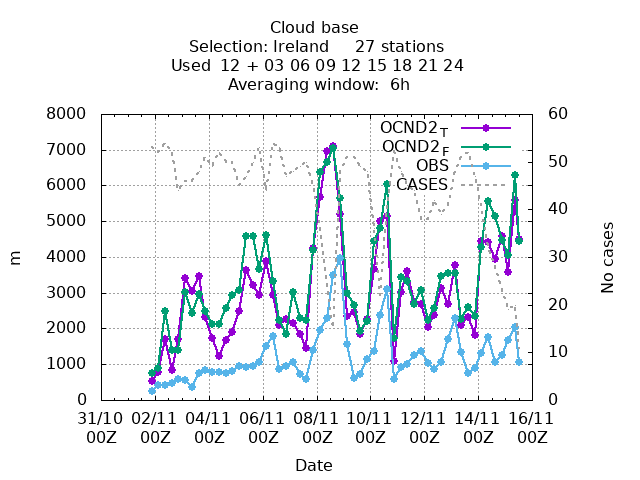 Cloud base
Selection: Ireland     27 stations
Used  12 + 03 06 09 12 15 18 21 24
Averaging window:  6h
8000
7000
6000
5000
4000
3000
2000
1000
0
m
60
50
40
30
20
10
0
No cases
OCND2_T
OCND2_F
OBS
CASES
31/10 02/11 04/11 06/11 08/11 10/11 12/11 14/11 16/11
00Z 00Z 00Z 00Z 00Z 00Z 00Z 00Z 00Z
Date